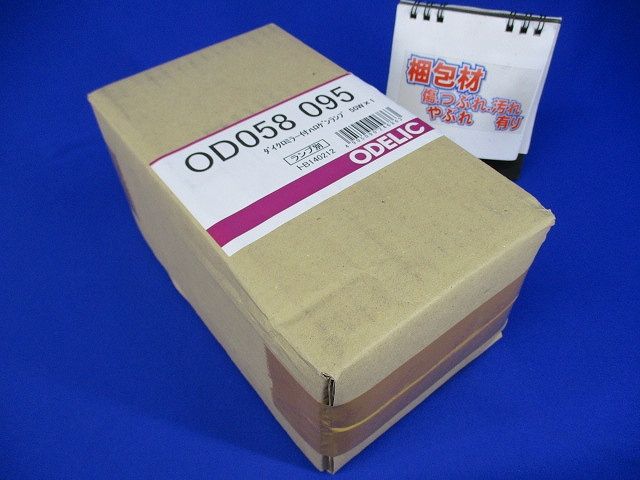 OD058 095
ダイクロミラー付ハロゲンランプ 50W×1
ランプ別
I-B140212
ODELIC
梱包材
傷、つぶれ、汚れ
やぶれ 有り